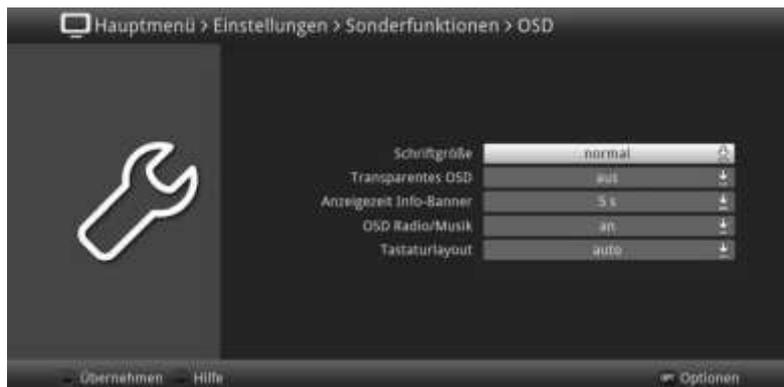 Hauptmenü > Einstellungen > Sonderfunktionen > OSD
Schriftgröße normal
Transparentes OSD aus
Anzeigezeit Info-Banner 5 s
OSD Radio/Musik an
Tastaturlayout auto
Übernehmen Hilfe Optionen